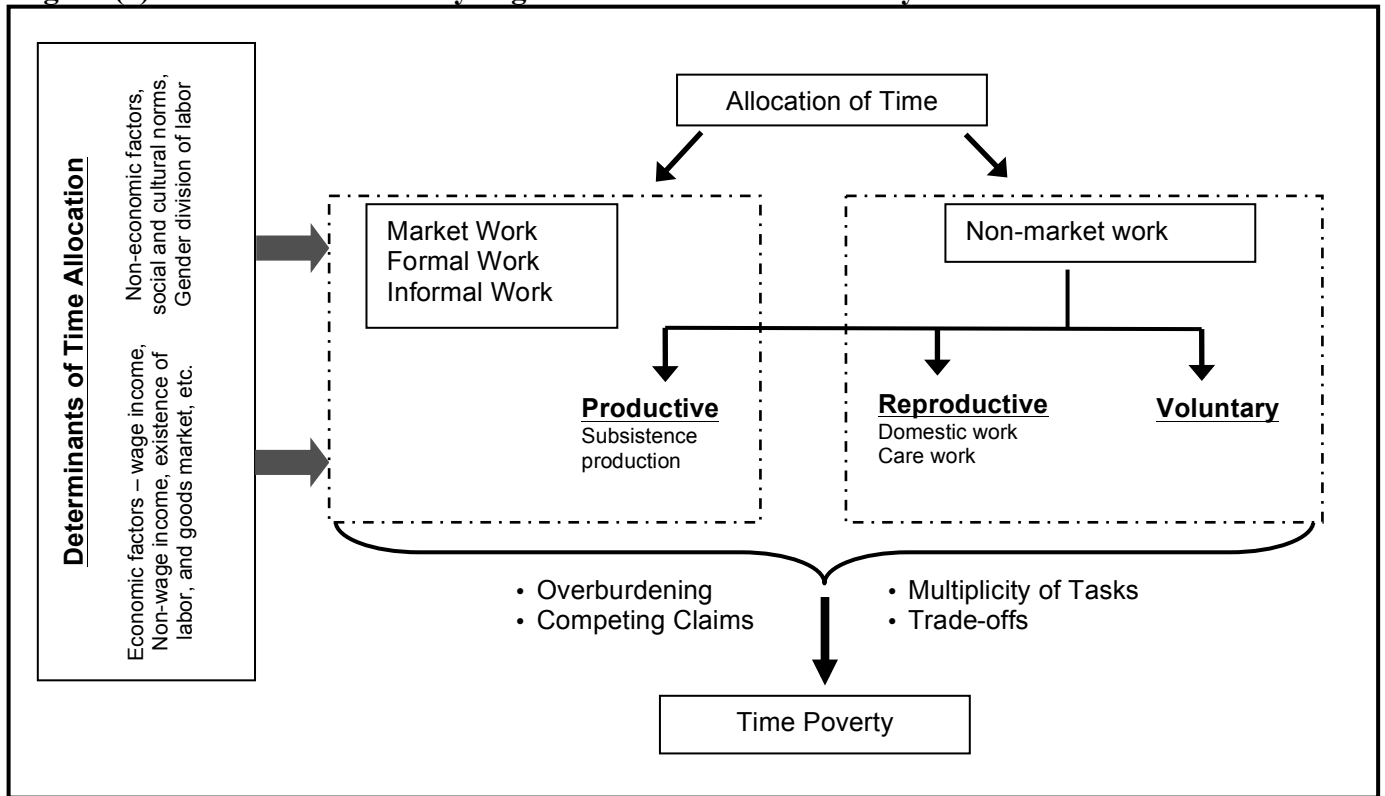 Determinants of Time Allocation
Non-economic factors,
social and cultural norms,
Gender division of labor
Economic factors – wage income,
Non-wage income, existence of
labor, and goods market, etc.
Allocation of Time
Market Work
Formal Work
Informal Work
Non-market work
Productive
Subsistence
production
Reproductive
Domestic work
Care work
Voluntary
• Overburdening
• Competing Claims
• Multiplicity of Tasks
• Trade-offs
Time Poverty